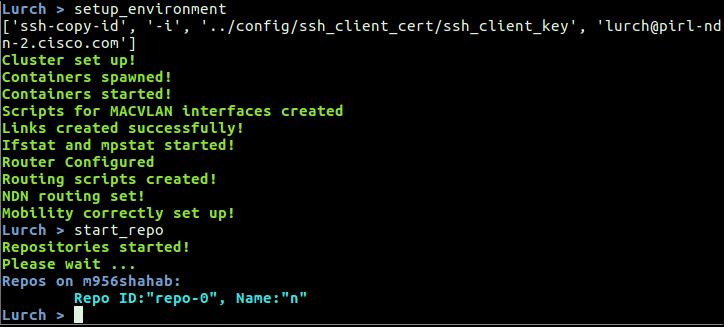 Lurch > setup_environment
['ssh-copy-id', '-i', '../config/ssh_client_cert/ssh_client_key', 'lurch@pirl-nd
n-2.cisco.com']
Cluster set up!
Containers spawned!
Containers started!
Scripts for MACVLAN interfaces created
Links created successfully!
Ifstat and mpstat started!
Router Configured
Routing scripts created!
NDN routing set!
Mobility correctly set up!
Lurch > start_repo
Repositories started!
Please wait ...
Repos on m956shahab:
Repo ID:"repo-0", Name:"n"
Lurch >